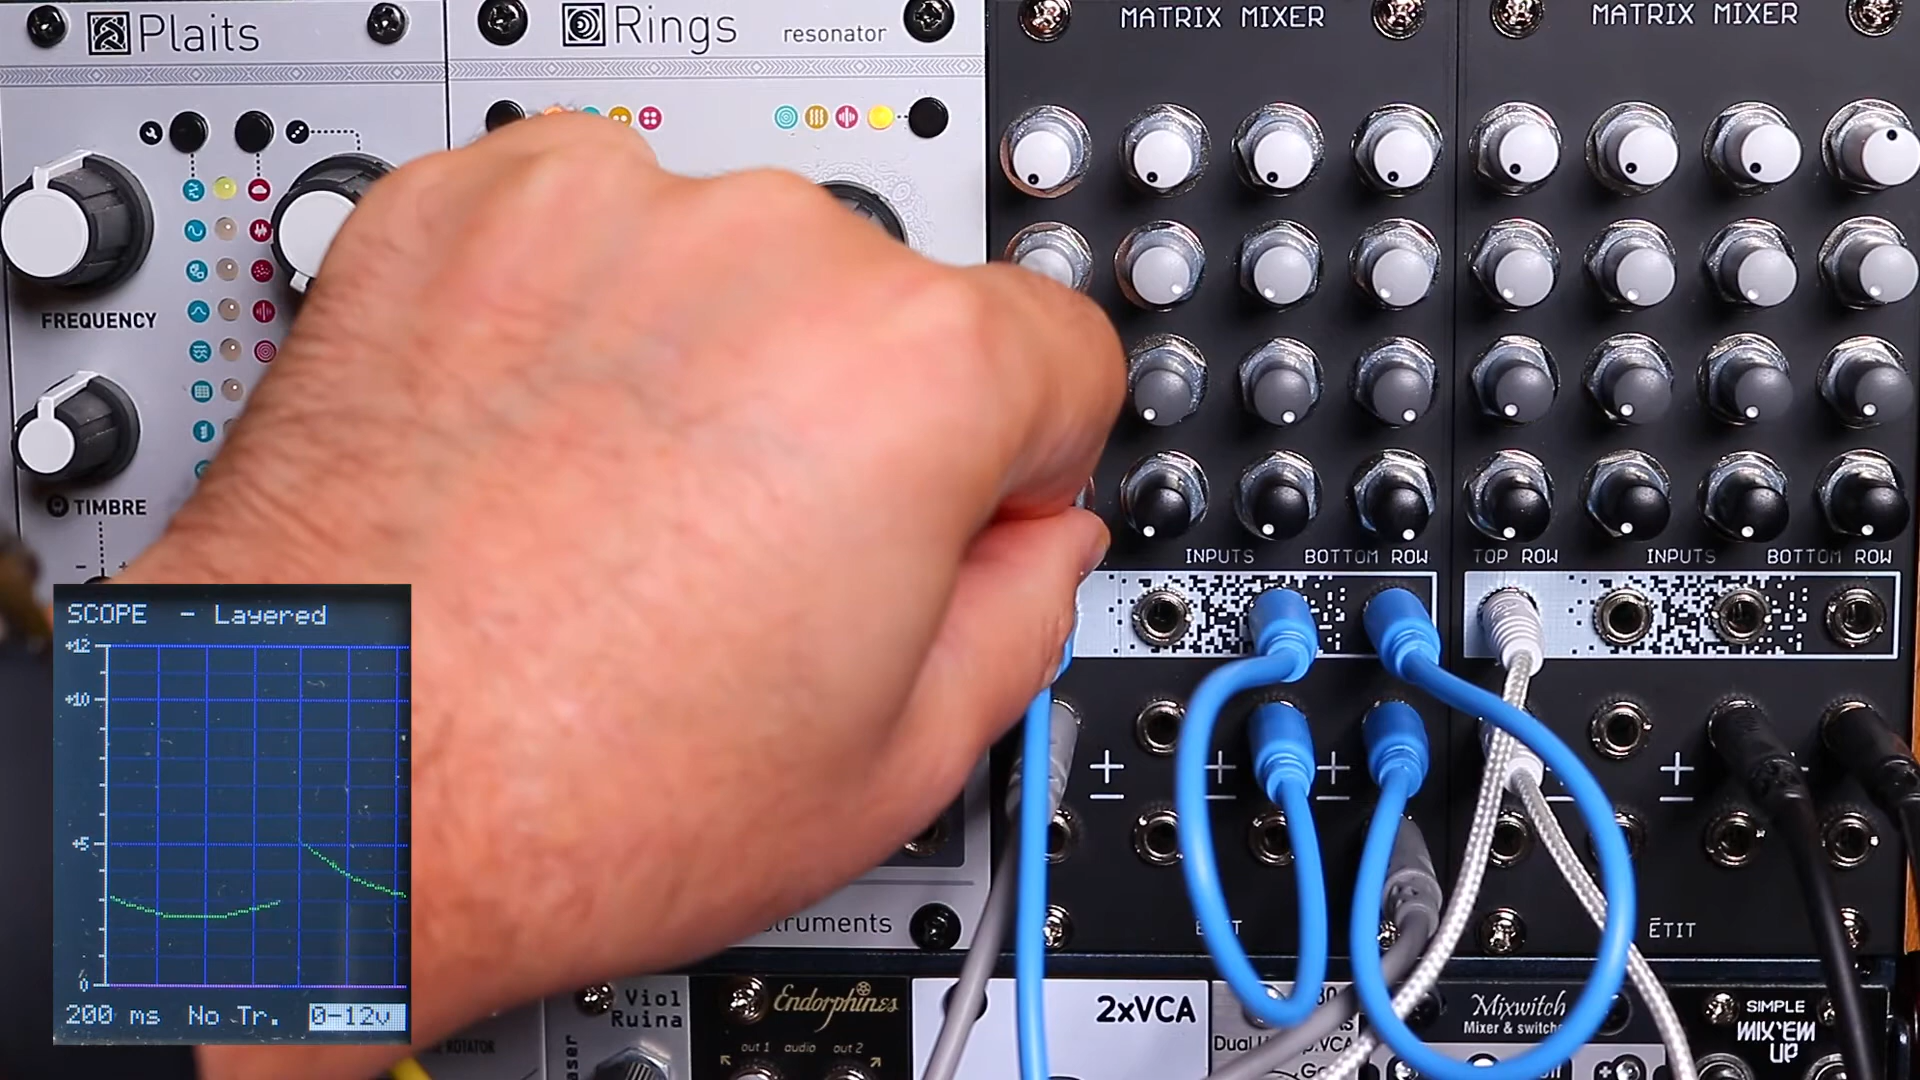 Plaits
Rings
resonator
MATRIX MIXER
MATRIX MIXER
FREQUENCY
TIMBRE
INPUTS
BOTTOM ROW
TOP ROW
INPUTS
BOTTOM ROW
SCOPE - Layered
+12
+10
+5
0
200 ms No Tr. 0-12v
ĒTIT
Viol
Ruina
Endorphin.es
out 1 audio out 2
2xVCA
Mixwitch
Mixer & switch
SIMPLE
MIX'EM
UP